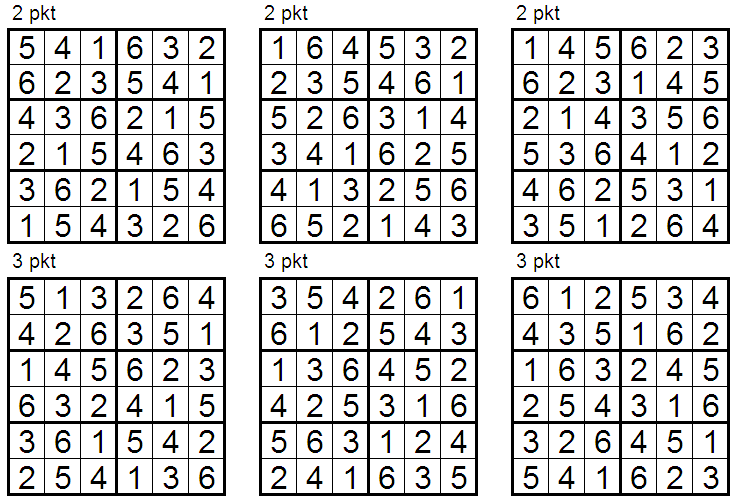 2 pkt 2 pkt 2 pkt
5 4 1 6 3 2 1 6 4 5 3 2 1 4 5 6 2 3
6 2 3 5 4 1 2 3 5 4 6 1 6 2 3 1 4 5
4 3 6 2 1 5 5 2 6 3 1 4 2 1 4 3 5 6
2 1 5 4 6 3 3 4 1 6 2 5 5 3 6 4 1 2
3 6 2 1 5 4 4 1 3 2 5 6 4 6 2 5 3 1
1 5 4 3 2 6 6 5 2 1 4 3 3 5 1 2 6 4
3 pkt 3 pkt 3 pkt
5 1 3 2 6 4 3 5 4 2 6 1 6 1 2 5 3 4
4 2 6 3 5 1 6 1 2 5 4 3 4 3 5 1 6 2
1 4 5 6 2 3 1 3 6 4 5 2 1 6 3 2 4 5
6 3 2 4 1 5 4 2 5 3 1 6 2 5 4 3 1 6
3 6 1 5 4 2 5 6 3 1 2 4 3 2 6 4 5 1
2 5 4 1 3 6 2 4 1 6 3 5 5 4 1 6 2 3